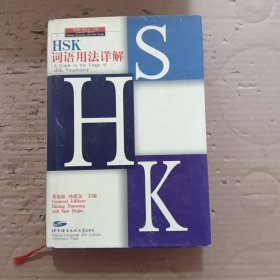 HSK
词语用法详解
A Guide to the Usage of
HSK Vocabulary
S
H
K
黄南松 孙德金 主编
General Editors
Huang Nansong
and Sun Dejin
北京语言文化大学出版社
Beijing Language and Culture
University Press